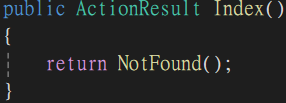 public ActionResult Index()
{
return NotFound();
}